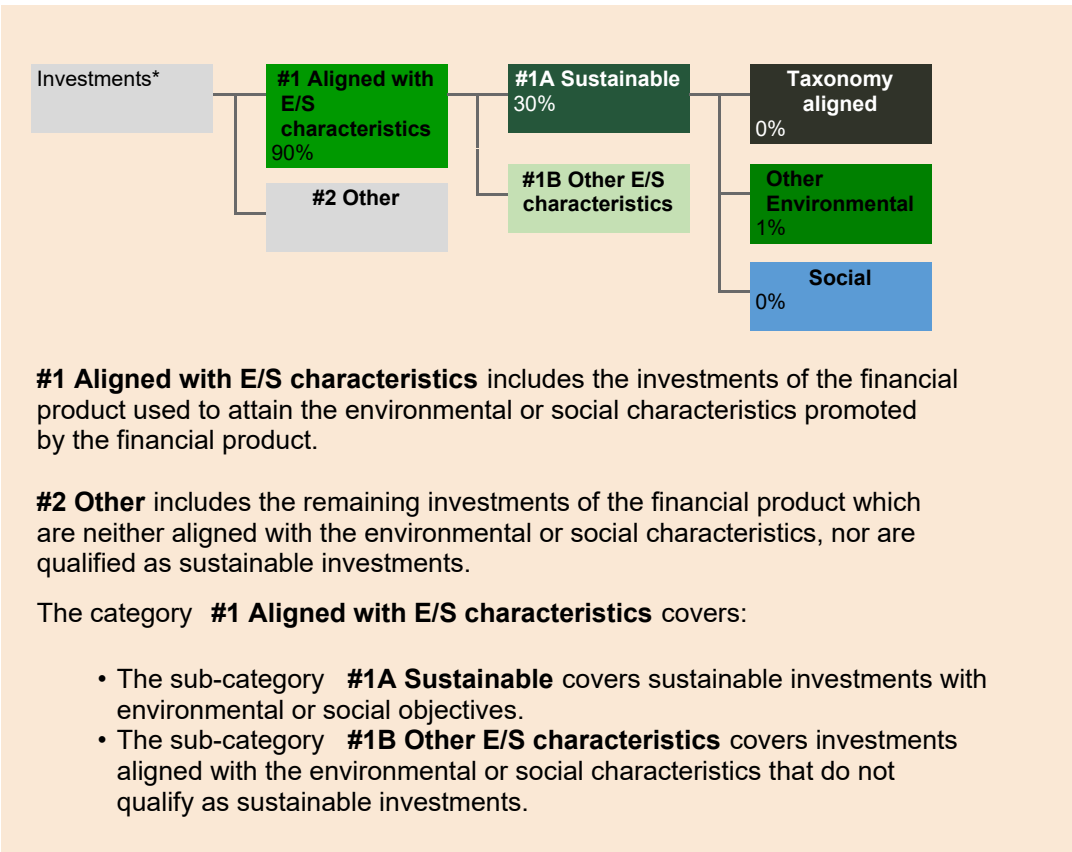 Investments*
#1 Aligned with
E/S
characteristics
90%
#2 Other
#1A Sustainable
30%
#1B Other E/S
characteristics
Taxonomy
aligned
0%
Other
Environmental
1%
Social
0%
#1 Aligned with E/S characteristics includes the investments of the financial
product used to attain the environmental or social characteristics promoted
by the financial product.
#2 Other includes the remaining investments of the financial product which
are neither aligned with the environmental or social characteristics, nor are
qualified as sustainable investments.
The category #1 Aligned with E/S characteristics covers:
• The sub-category #1A Sustainable covers sustainable investments with
environmental or social objectives.
• The sub-category #1B Other E/S characteristics covers investments
aligned with the environmental or social characteristics that do not
qualify as sustainable investments.